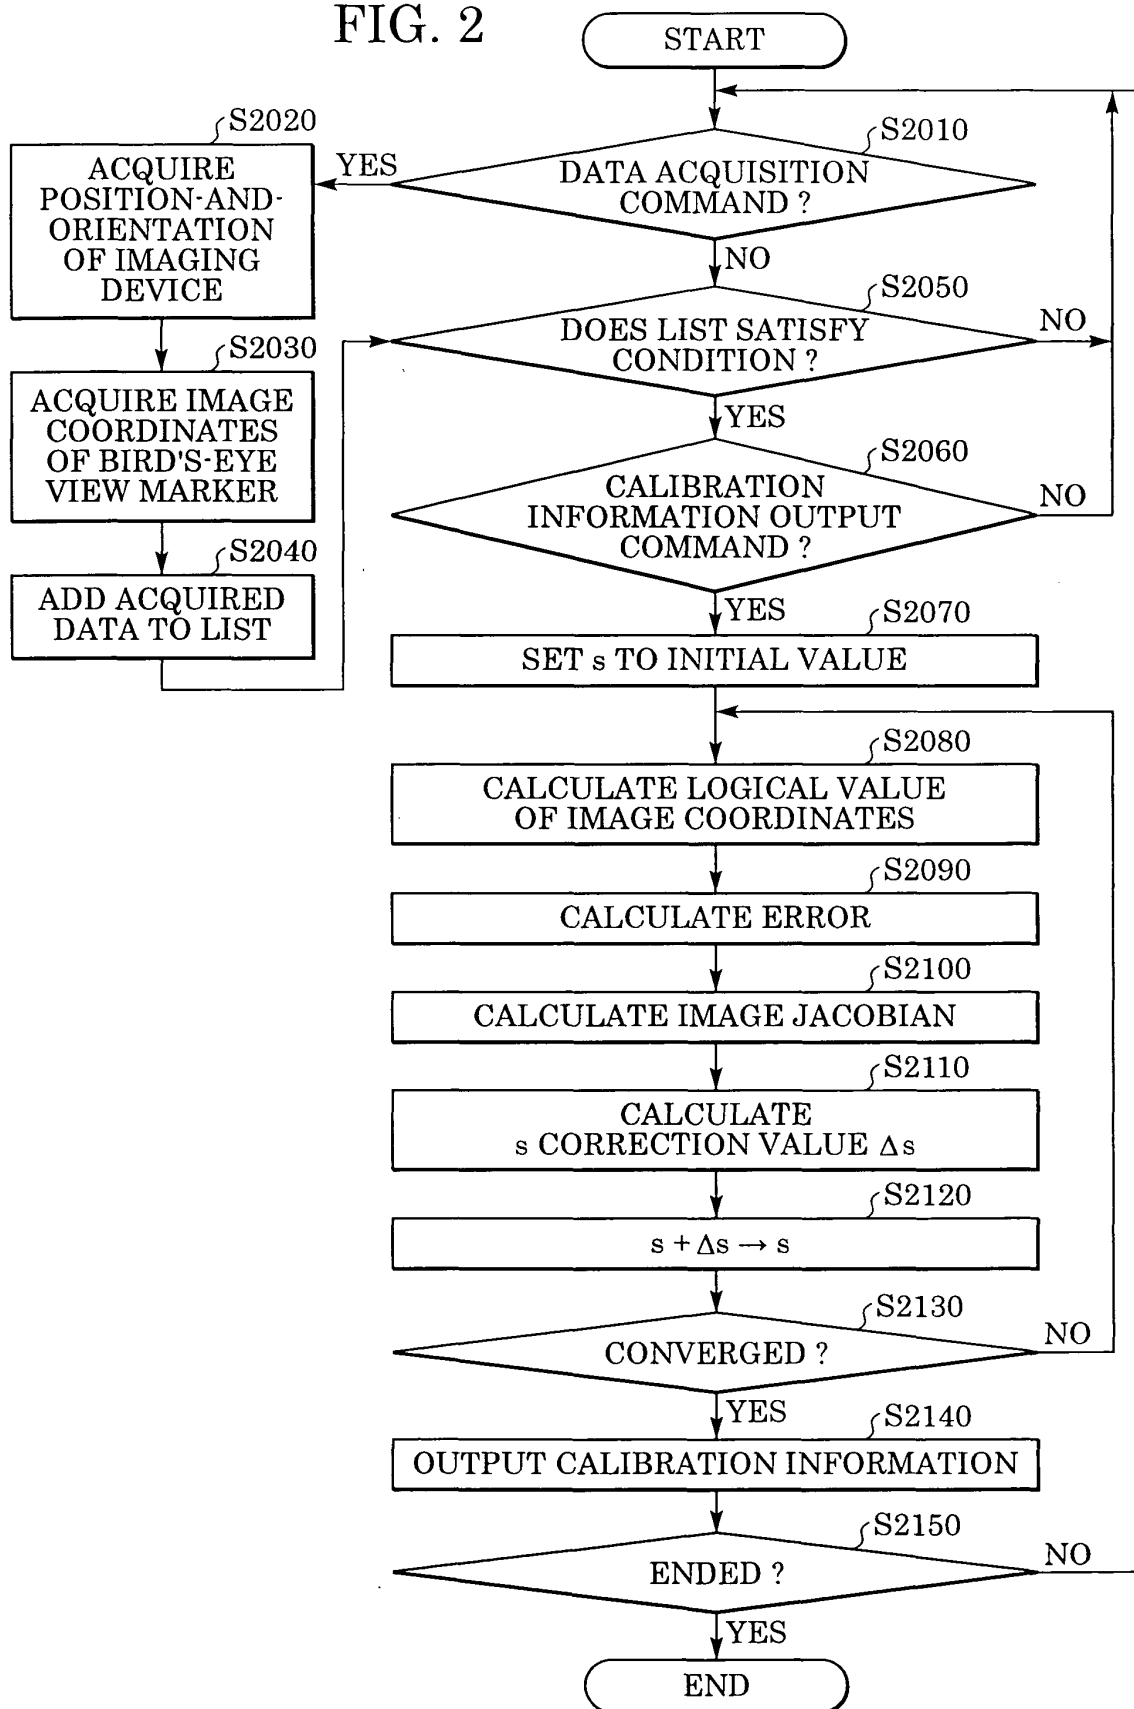 FIG. 2
START
S2010
DATA ACQUISITION
COMMAND ?
YES
NO
S2020
ACQUIRE
POSITION-AND-
ORIENTATION
OF IMAGING
DEVICE
S2030
ACQUIRE IMAGE
COORDINATES
OF BIRD'S-EYE
VIEW MARKER
S2040
ADD ACQUIRED
DATA TO LIST
S2050
DOES LIST SATISFY
CONDITION ?
NO
YES
S2060
CALIBRATION
INFORMATION OUTPUT
COMMAND ?
NO
YES
S2070
SET s TO INITIAL VALUE
S2080
CALCULATE LOGICAL VALUE
OF IMAGE COORDINATES
S2090
CALCULATE ERROR
S2100
CALCULATE IMAGE JACOBIAN
S2110
CALCULATE
s CORRECTION VALUE Δs
S2120
s + Δs → s
S2130
CONVERGED ?
NO
YES
S2140
OUTPUT CALIBRATION INFORMATION
S2150
ENDED ?
NO
YES
END